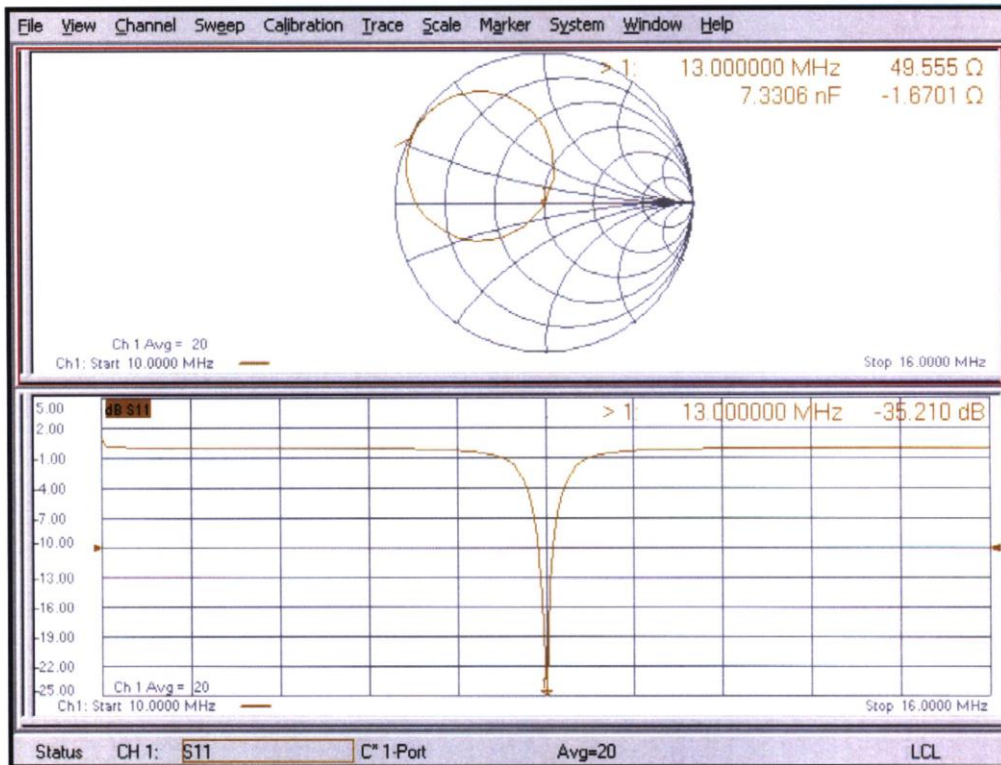 File View Channel Sweep Calibration Trace Scale Marker System Window Help
> 1: 13.000000 MHz 49.555 Ω
7.3306 nF -1.6701 Ω
Ch 1 Avg = 20
Ch1: Start 10.0000 MHz Stop 16.0000 MHz
5.00 dB S11 > 1: 13.000000 MHz -35.210 dB
2.00
-1.00
-4.00
-7.00
-10.00
-13.00
-16.00
-19.00
-22.00
-25.00 Ch 1 Avg = 20
Ch1: Start 10.0000 MHz Stop 16.0000 MHz
Status CH 1: S11 C* 1-Port Avg=20 LCL